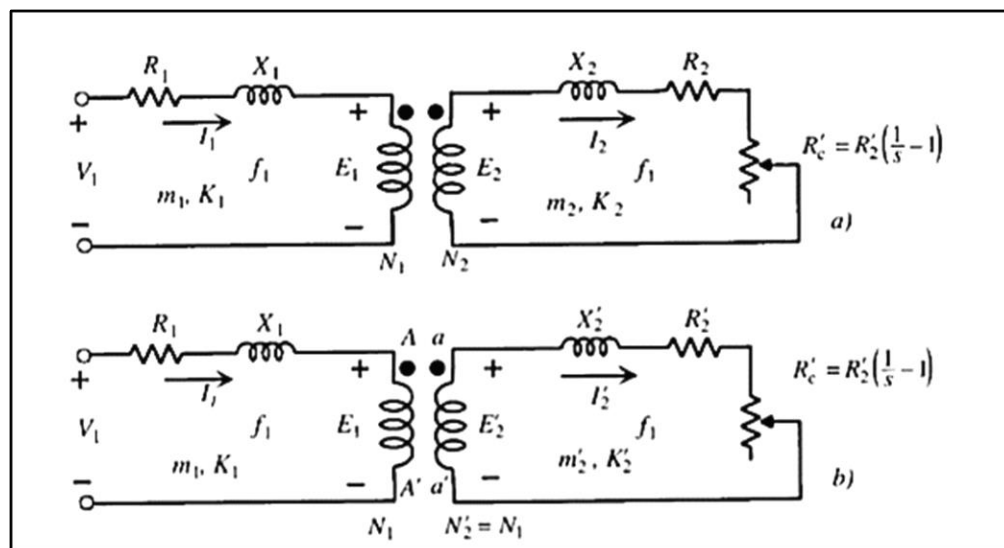 R₁ X₁ X₂ R₂
+ + +
I₁ I₂ R′c = R′₂(1/s − 1)
V₁ f₁ E₁ E₂ f₁
m₁, K₁ m₂, K₂
− − − a)
N₁ N₂
R₁ X₁ A a X′₂ R′₂
+ + +
I₁ I′₂ R′c = R′₂(1/s − 1)
V₁ f₁ E₁ E′₂ f₁
m₁, K₁ m′₂, K′₂
− − A′ a′ − b)
N₁ N′₂ = N₁